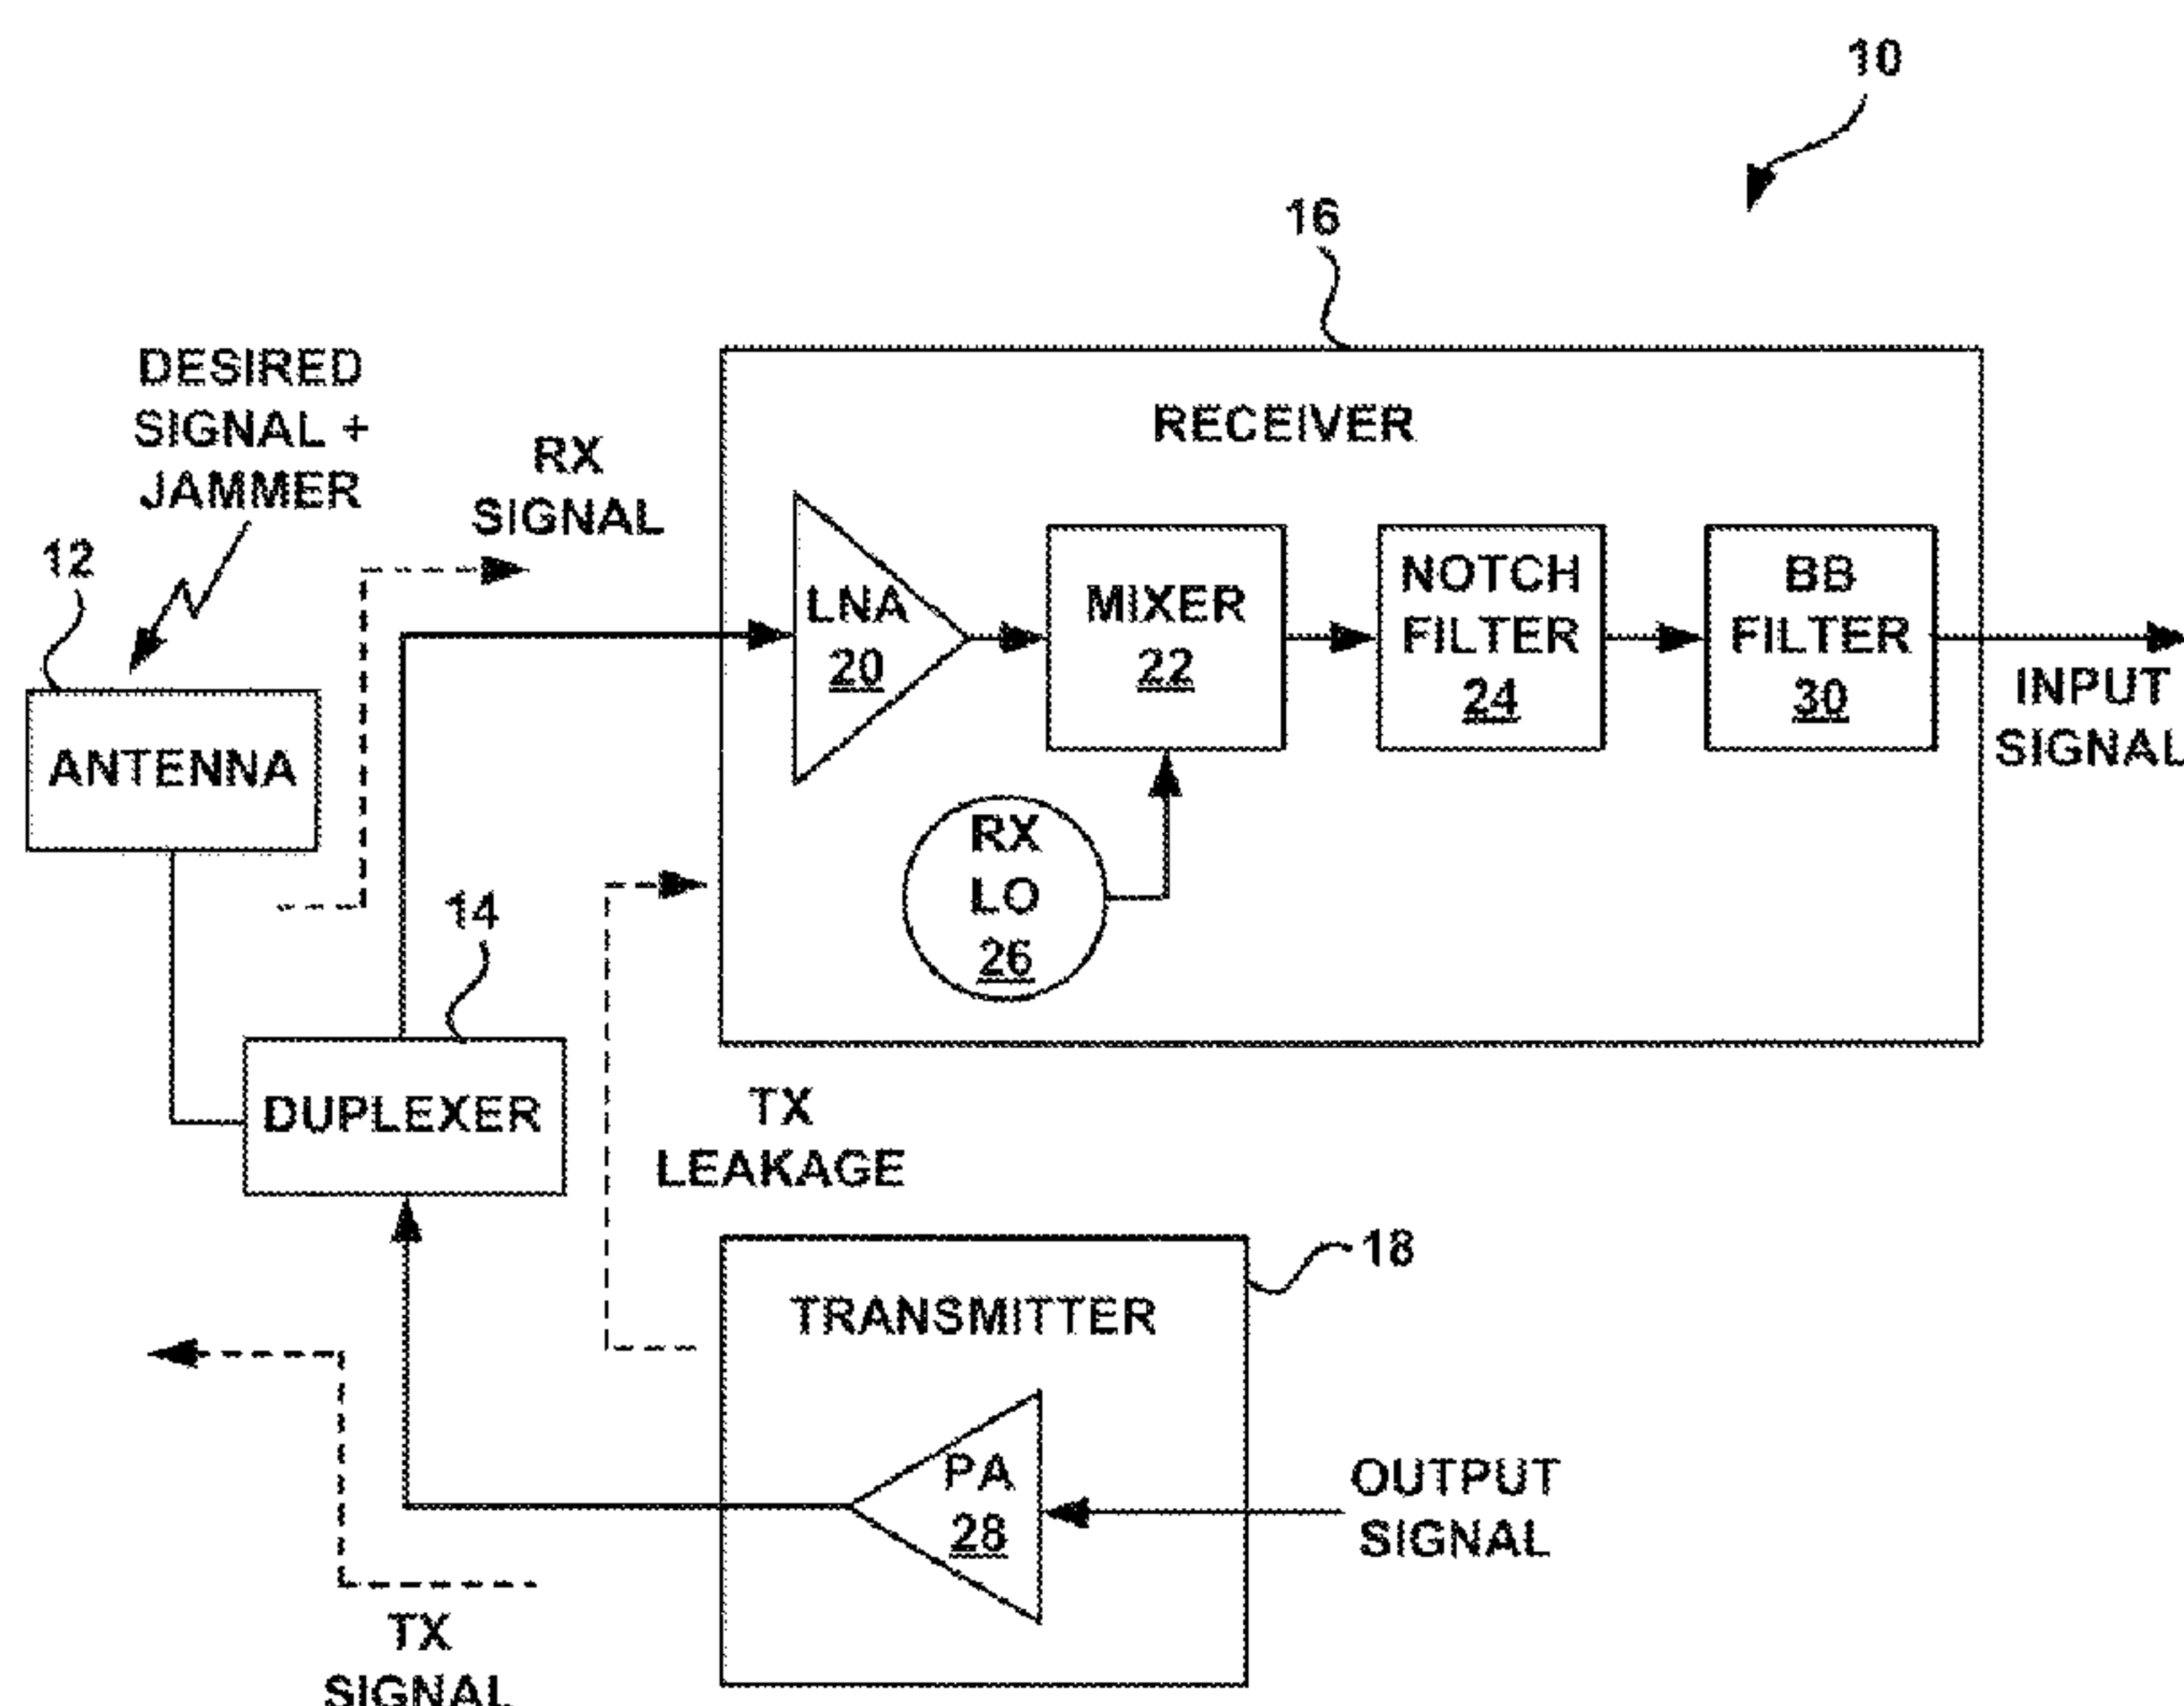 10
16
DESIRED
SIGNAL +
JAMMER
RX
SIGNAL
RECEIVER
12
LNA
20
MIXER
22
NOTCH
FILTER
24
BB
FILTER
30
INPUT
SIGNAL
ANTENNA
RX
LO
26
14
DUPLEXER
TX
LEAKAGE
18
TRANSMITTER
PA
28
OUTPUT
SIGNAL
TX
SIGNAL